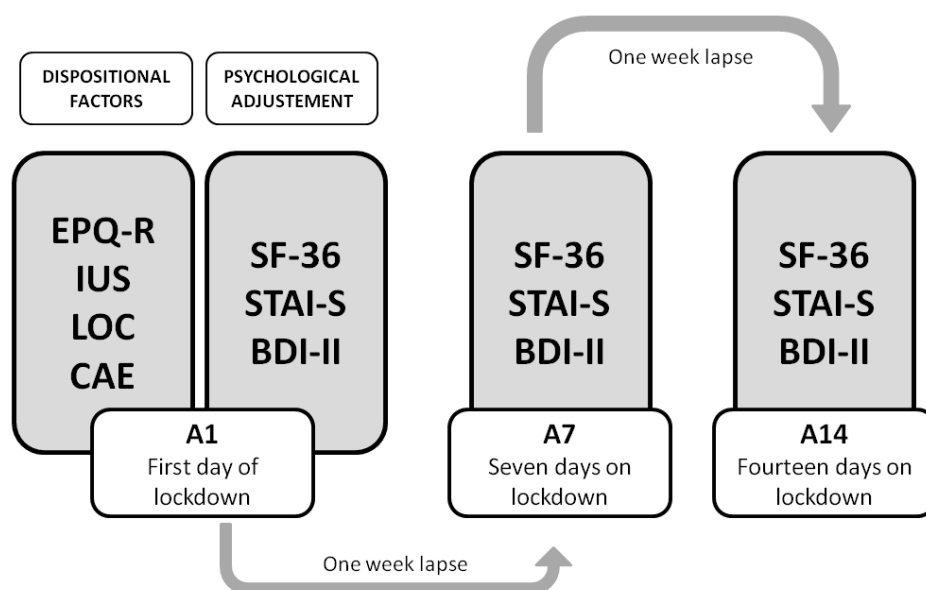 DISPOSITIONAL
FACTORS
PSYCHOLOGICAL
ADJUSTEMENT
One week lapse
EPQ-R
IUS
LOC
CAE
SF-36
STAI-S
BDI-II
SF-36
STAI-S
BDI-II
SF-36
STAI-S
BDI-II
A1
First day of
lockdown
A7
Seven days on
lockdown
A14
Fourteen days on
lockdown
One week lapse